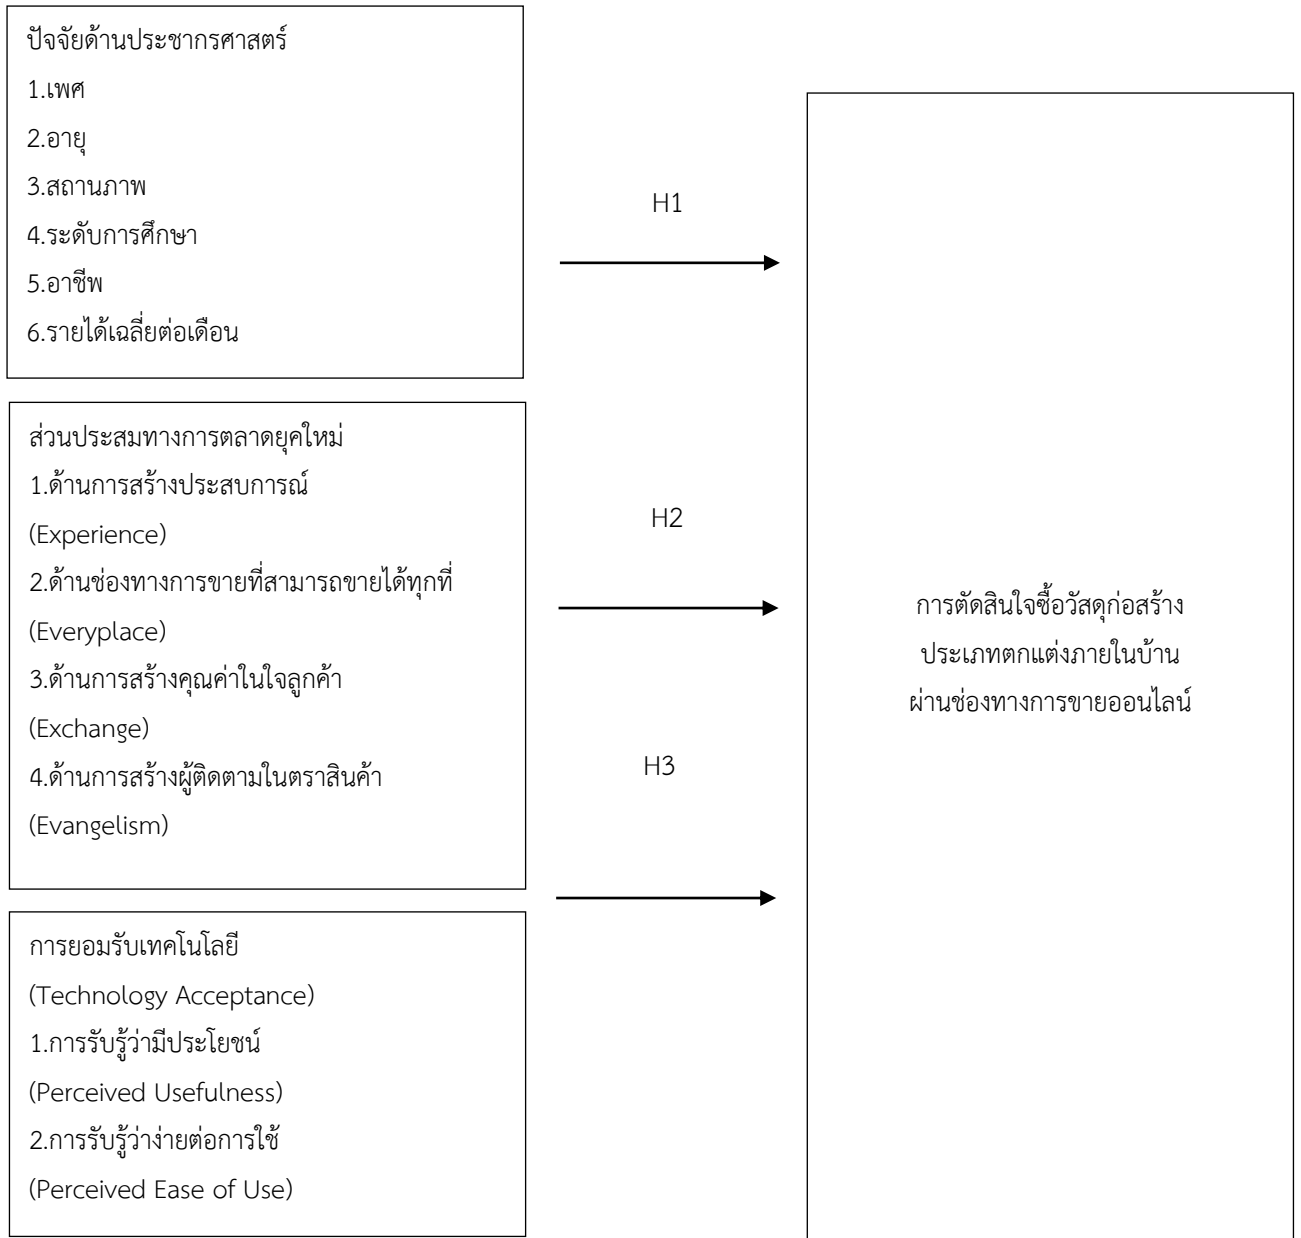 ปัจจัยด้านประชากรศาสตร์
1.เพศ
2.อายุ
3.สถานภาพ
4.ระดับการศึกษา
5.อาชีพ
6.รายได้เฉลี่ยต่อเดือน
H1
ส่วนประสมทางการตลาดยุคใหม่
1.ด้านการสร้างประสบการณ์
(Experience)
2.ด้านช่องทางการขายที่สามารถขายได้ทุกที่
(Everyplace)
3.ด้านการสร้างคุณค่าในใจลูกค้า
(Exchange)
4.ด้านการสร้างผู้ติดตามในตราสินค้า
(Evangelism)
H2
H3
การยอมรับเทคโนโลยี
(Technology Acceptance)
1.การรับรู้ว่ามีประโยชน์
(Perceived Usefulness)
2.การรับรู้ว่าง่ายต่อการใช้
(Perceived Ease of Use)
การตัดสินใจซื้อวัสดุก่อสร้าง
ประเภทตกแต่งภายในบ้าน
ผ่านช่องทางการขายออนไลน์